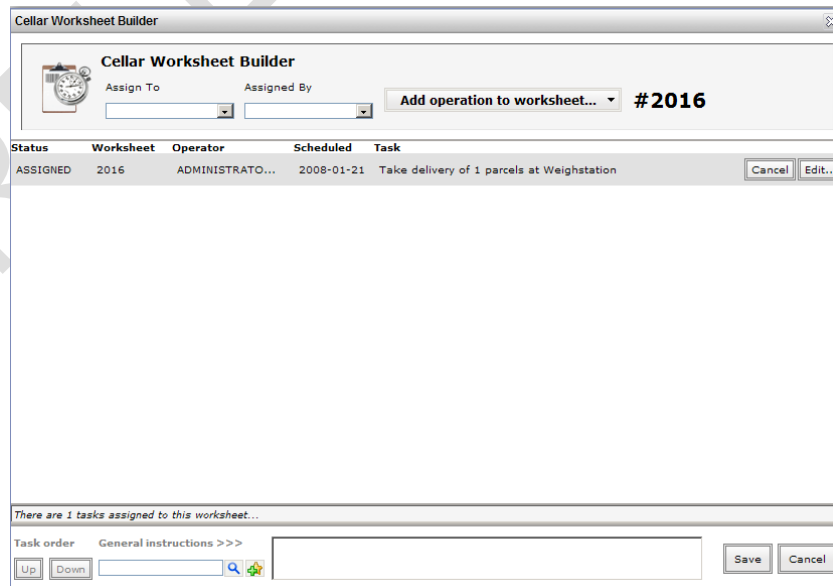 Cellar Worksheet Builder
Cellar Worksheet Builder
Assign To Assigned By
Add operation to worksheet... #2016
Status Worksheet Operator Scheduled Task
ASSIGNED 2016 ADMINISTRATO... 2008-01-21 Take delivery of 1 parcels at Weighstation Cancel Edit..
There are 1 tasks assigned to this worksheet...
Task order General instructions >>>
Up Down Save Cancel